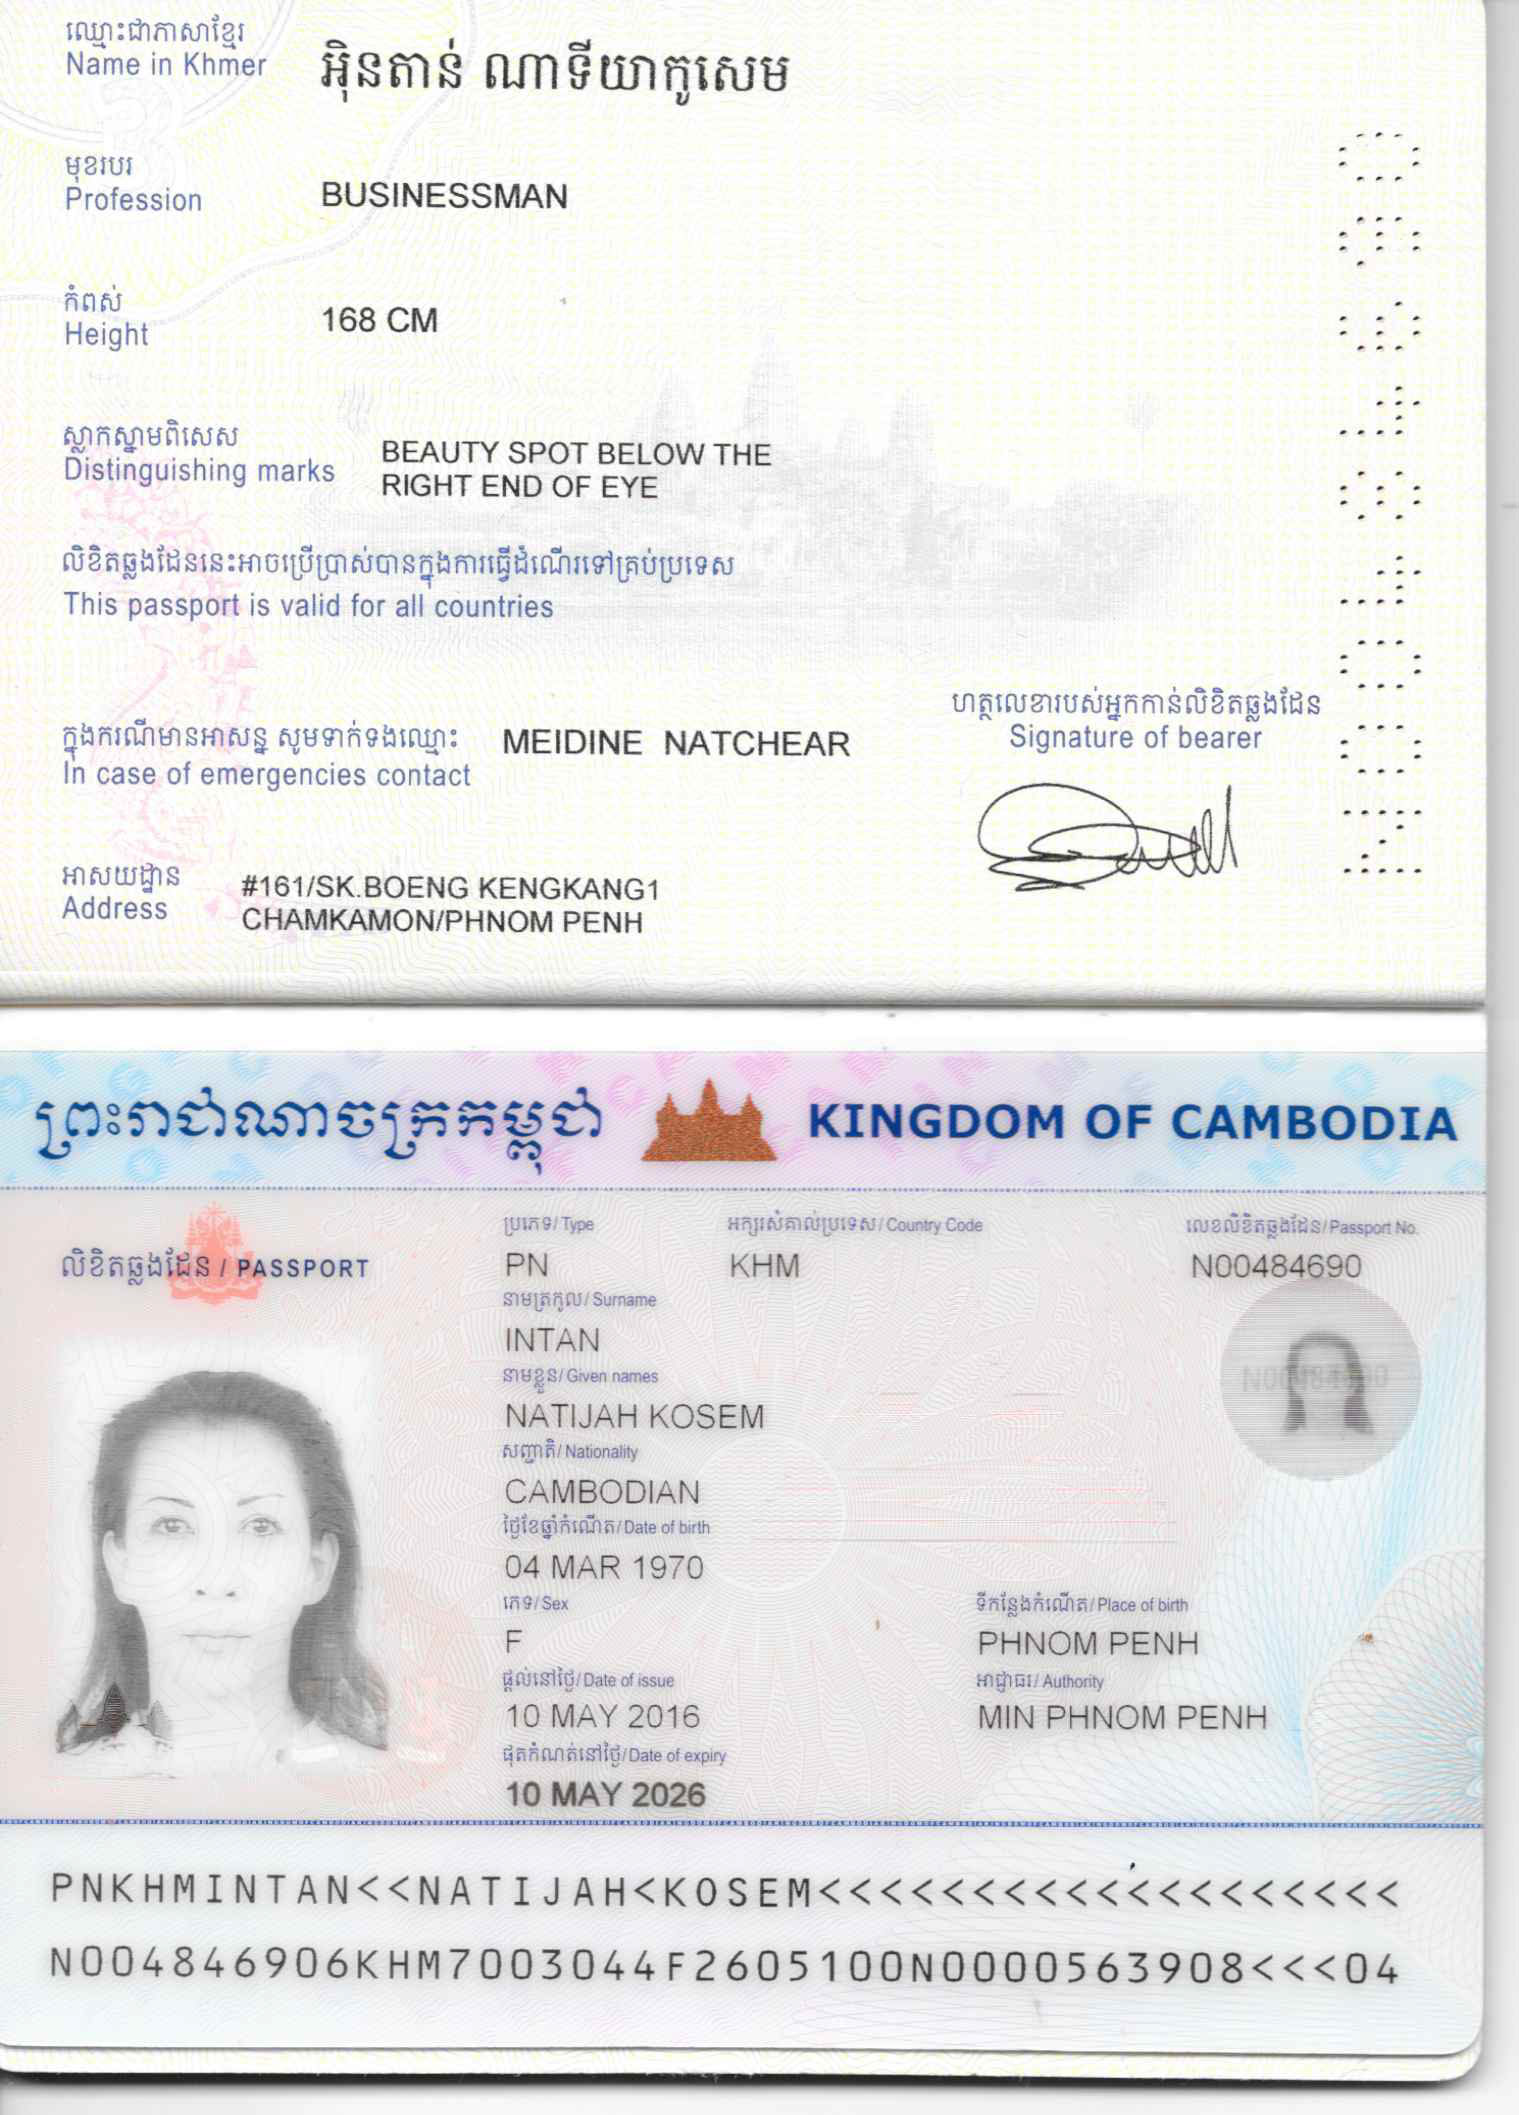 ឈ្មោះជាភាសាខ្មែរ
Name in Khmer
អ៊ិនតាន់ ណាទីយាកូសេម
មុខរបរ
Profession
BUSINESSMAN
កំពស់
Height
168 CM
ស្លាកស្នាមពិសេស
Distinguishing marks
BEAUTY SPOT BELOW THE
RIGHT END OF EYE
លិខិតឆ្លងដែននេះអាចប្រើប្រាស់បានក្នុងការធ្វើដំណើរទៅគ្រប់ប្រទេស
This passport is valid for all countries
ក្នុងករណីមានអាសន្ន សូមទាក់ទងឈ្មោះ
In case of emergencies contact
MEIDINE NATCHEAR
ហត្ថលេខារបស់អ្នកកាន់លិខិតឆ្លងដែន
Signature of bearer
អាសយដ្ឋាន
Address
#161/SK.BOENG KENGKANG1
CHAMKAMON/PHNOM PENH
ព្រះរាជាណាចក្រកម្ពុជា KINGDOM OF CAMBODIA
លិខិតឆ្លងដែន / PASSPORT
ប្រភេទ/Type
PN
អក្សរសំគាល់ប្រទេស/Country Code
KHM
លេខលិខិតឆ្លងដែន/Passport No.
N00484690
នាមត្រកូល/Surname
INTAN
នាមខ្លួន/Given names
NATIJAH KOSEM
សញ្ជាតិ/Nationality
CAMBODIAN
ថ្ងៃខែឆ្នាំកំណើត/Date of birth
04 MAR 1970
ភេទ/Sex
F
ទីកន្លែងកំណើត/Place of birth
PHNOM PENH
ផ្តល់នៅថ្ងៃ/Date of issue
10 MAY 2016
អាជ្ញាធរ/Authority
MIN PHNOM PENH
ផុតកំណត់នៅថ្ងៃ/Date of expiry
10 MAY 2026
PNKHMINTAN<<NATIJAH<KOSEM<<<<<<<<<<<<<<<<<<<
N004846906KHM7003044F2605100N0000563908<<<04